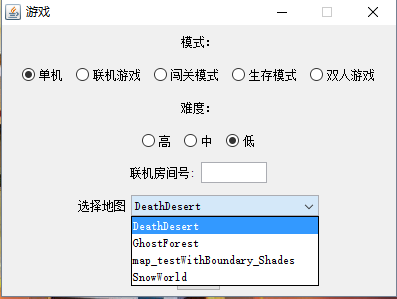 游戏
模式：
单机 联机游戏 闯关模式 生存模式 双人游戏
难度：
高 中 低
联机房间号：
选择地图 DeathDesert
DeathDesert
GhostForest
map_testWithBoundary_Shades
SnowWorld